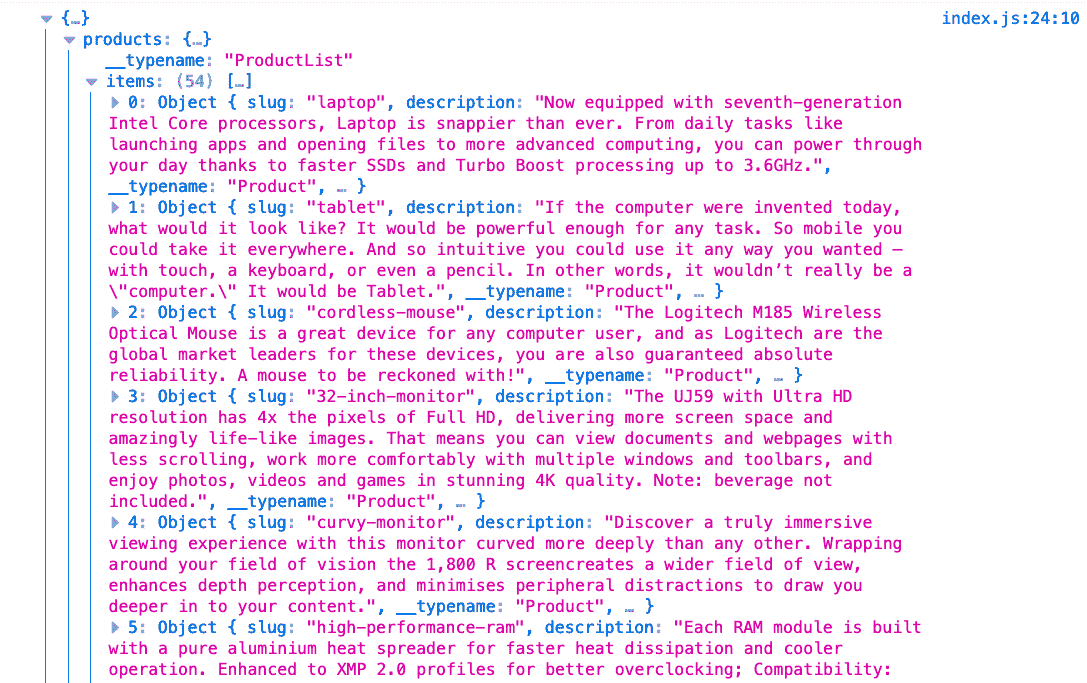 {…} index.js:24:10
products: {…}
__typename: "ProductList"
items: (54) […]
0: Object { slug: "laptop", description: "Now equipped with seventh-generation
Intel Core processors, Laptop is snappier than ever. From daily tasks like
launching apps and opening files to more advanced computing, you can power through
your day thanks to faster SSDs and Turbo Boost processing up to 3.6GHz.",
__typename: "Product", … }
1: Object { slug: "tablet", description: "If the computer were invented today,
what would it look like? It would be powerful enough for any task. So mobile you
could take it everywhere. And so intuitive you could use it any way you wanted –
with touch, a keyboard, or even a pencil. In other words, it wouldn’t really be a
\"computer.\" It would be Tablet.", __typename: "Product", … }
2: Object { slug: "cordless-mouse", description: "The Logitech M185 Wireless
Optical Mouse is a great device for any computer user, and as Logitech are the
global market leaders for these devices, you are also guaranteed absolute
reliability. A mouse to be reckoned with!", __typename: "Product", … }
3: Object { slug: "32-inch-monitor", description: "The UJ59 with Ultra HD
resolution has 4x the pixels of Full HD, delivering more screen space and
amazingly life-like images. That means you can view documents and webpages with
less scrolling, work more comfortably with multiple windows and toolbars, and
enjoy photos, videos and games in stunning 4K quality. Note: beverage not
included.", __typename: "Product", … }
4: Object { slug: "curvy-monitor", description: "Discover a truly immersive
viewing experience with this monitor curved more deeply than any other. Wrapping
around your field of vision the 1,800 R screencreates a wider field of view,
enhances depth perception, and minimises peripheral distractions to draw you
deeper in to your content.", __typename: "Product", … }
5: Object { slug: "high-performance-ram", description: "Each RAM module is built
with a pure aluminium heat spreader for faster heat dissipation and cooler
operation. Enhanced to XMP 2.0 profiles for better overclocking; Compatibility: